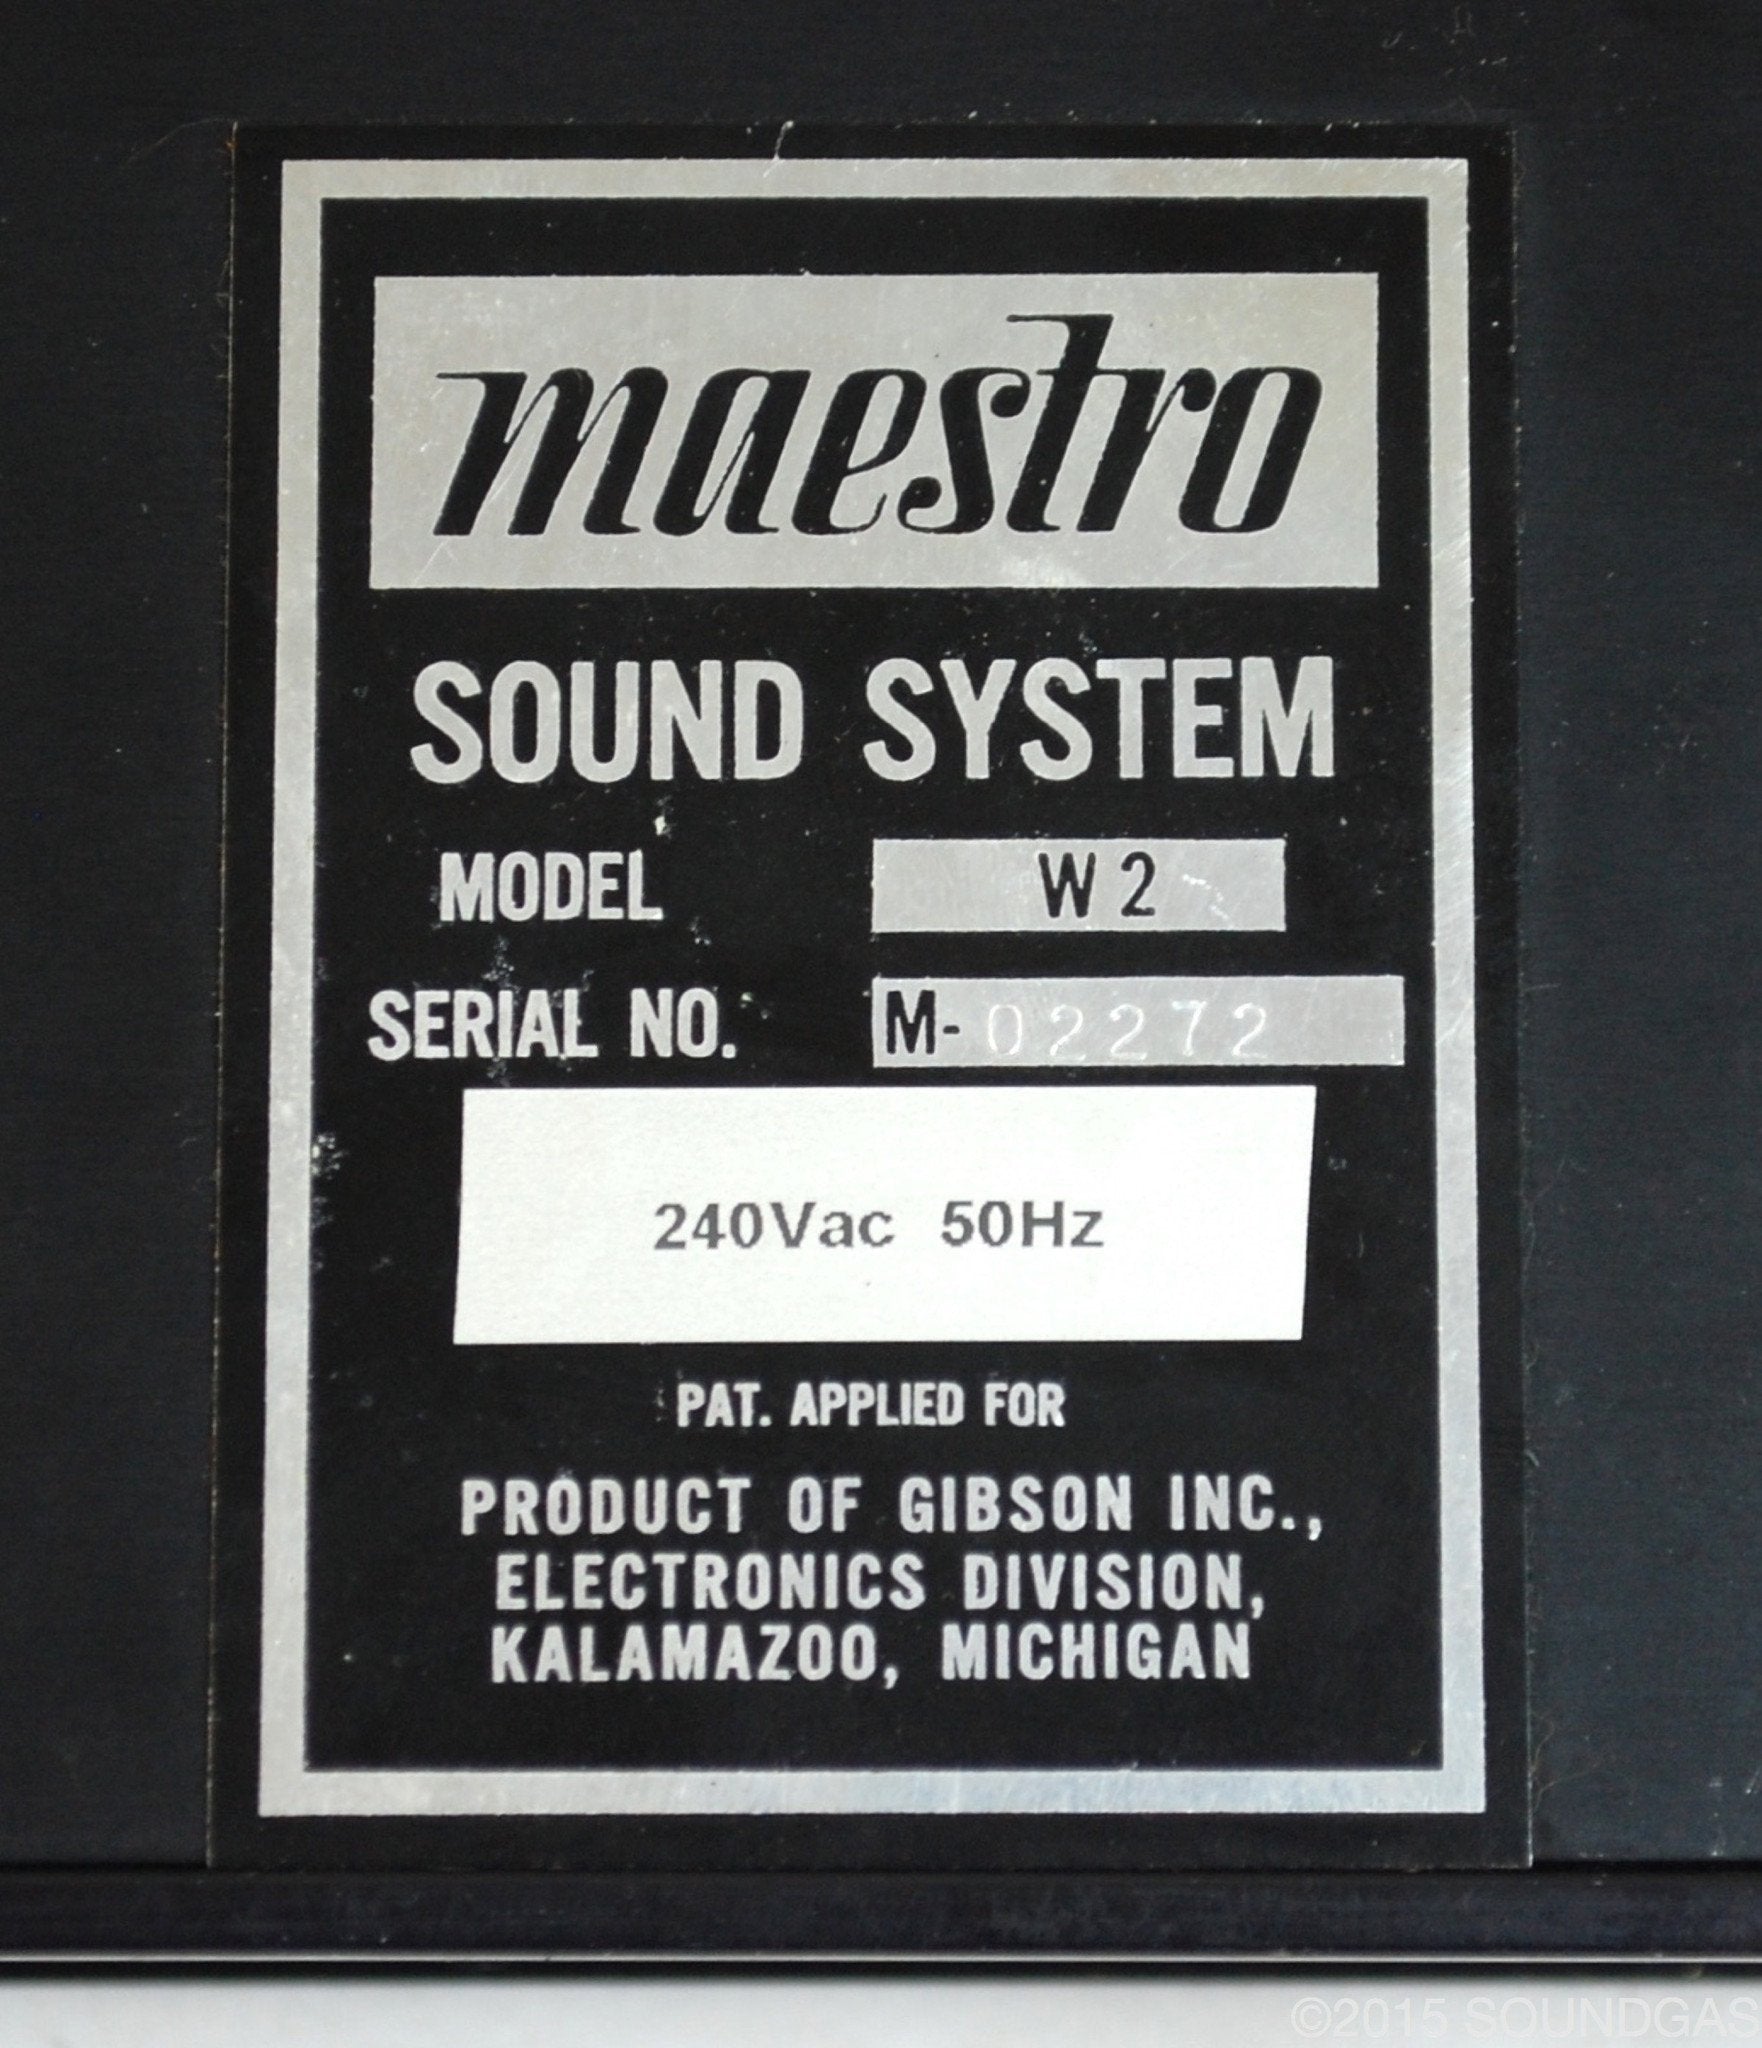 maestro
SOUND SYSTEM
MODEL W2
SERIAL NO. M-02272
240Vac 50Hz
PAT. APPLIED FOR
PRODUCT OF GIBSON INC.,
ELECTRONICS DIVISION,
KALAMAZOO, MICHIGAN
©2015 SOUNDGAS